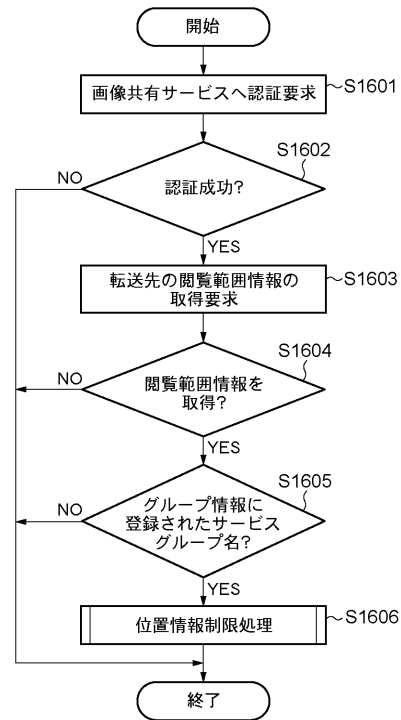 開始
画像共有サービスへ認証要求
S1601
S1602
認証成功?
NO
YES
転送先の閲覧範囲情報の
取得要求
S1603
S1604
閲覧範囲情報を
取得?
NO
YES
S1605
グループ情報に
登録されたサービス
グループ名?
NO
YES
位置情報制限処理
S1606
終了